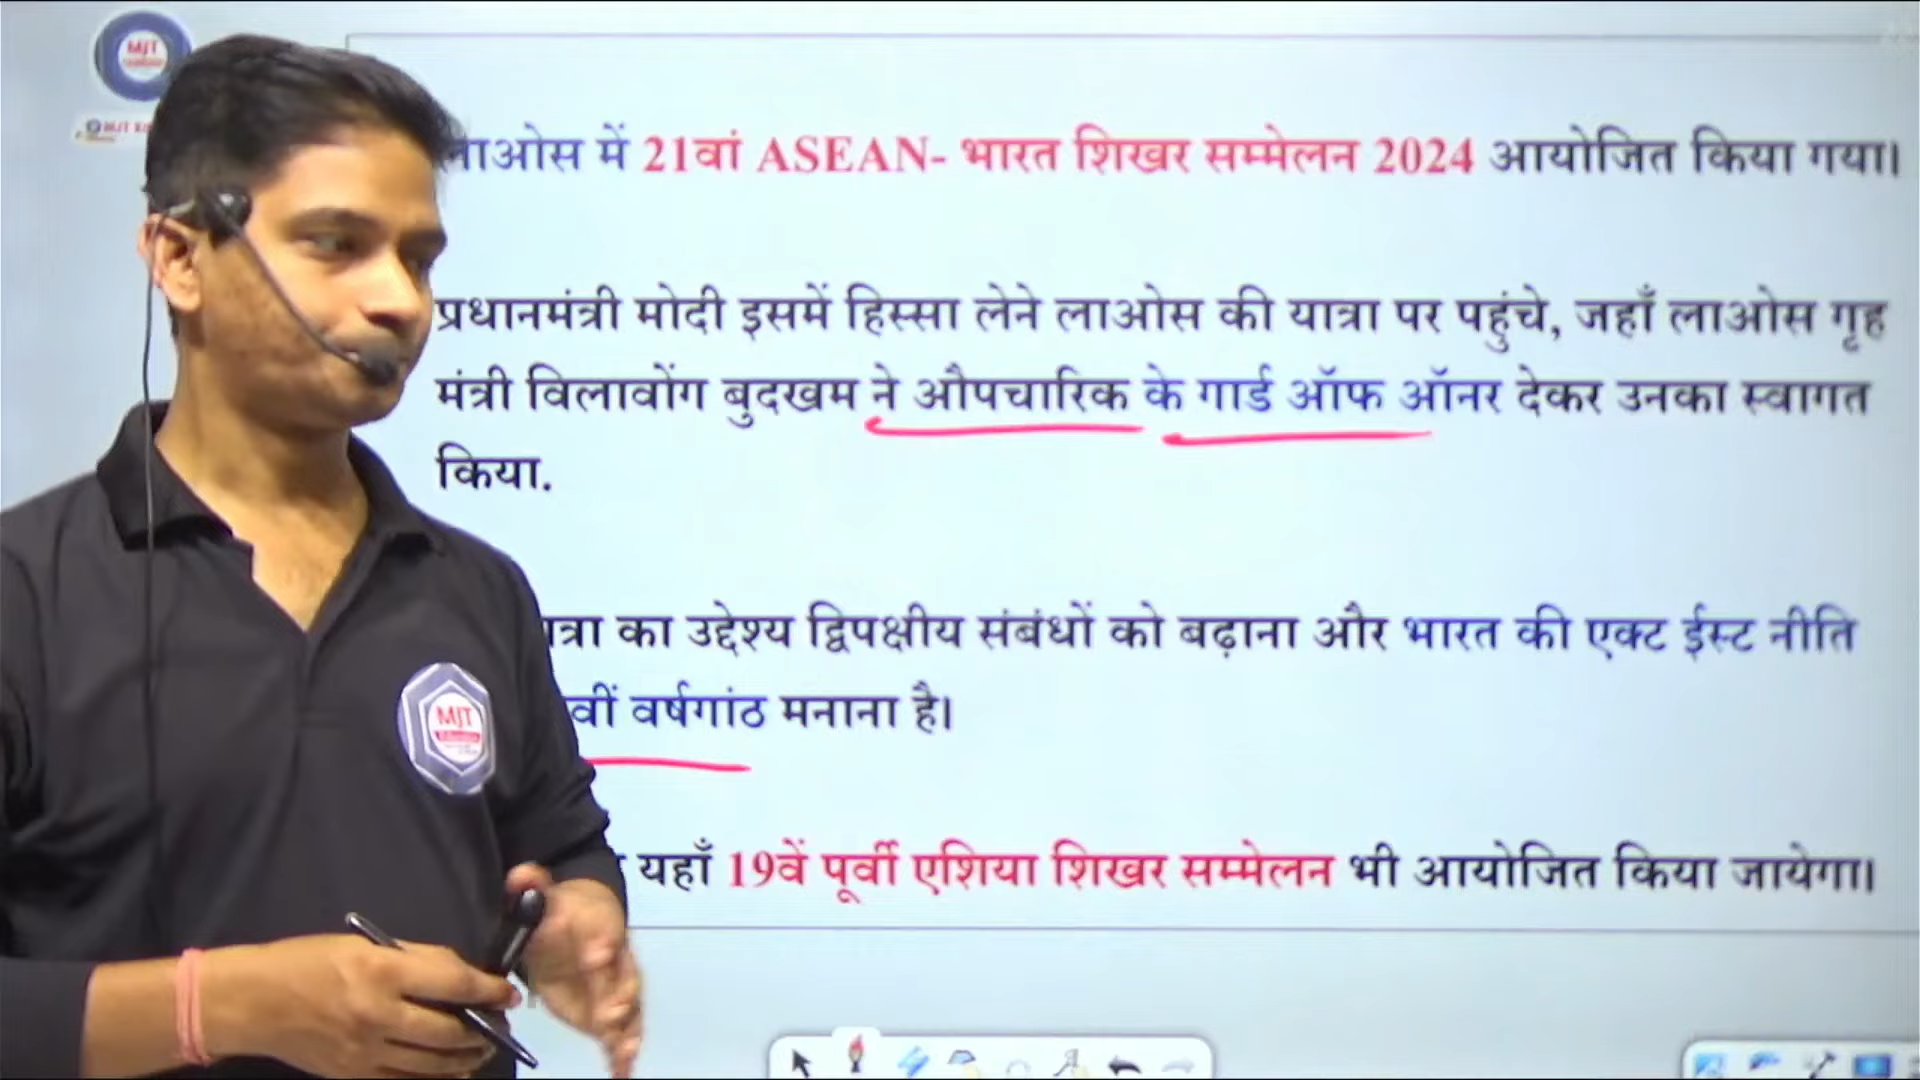 MJT
लाओस में 21वां ASEAN- भारत शिखर सम्मेलन 2024 आयोजित किया गया।
प्रधानमंत्री मोदी इसमें हिस्सा लेने लाओस की यात्रा पर पहुंचे, जहाँ लाओस गृह
मंत्री विलावोंग बुदखम ने औपचारिक के गार्ड ऑफ ऑनर देकर उनका स्वागत
किया.
का उद्देश्य द्विपक्षीय संबंधों को बढ़ाना और भारत की एक्ट ईस्ट नीति
वीं वर्षगांठ मनाना है।
MJT
यहाँ 19वें पूर्वी एशिया शिखर सम्मेलन भी आयोजित किया जायेगा।